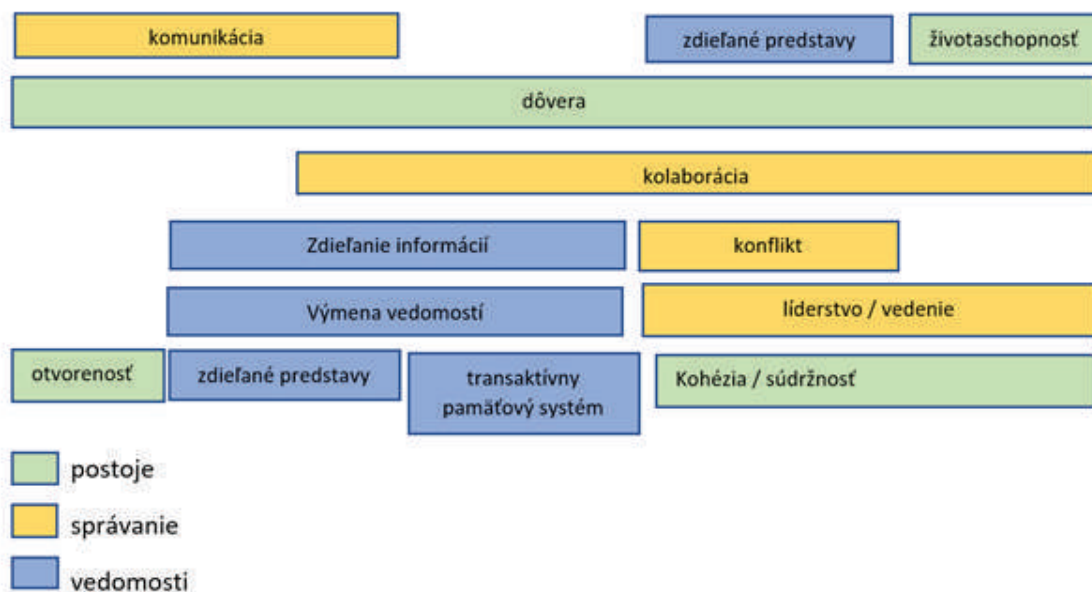 komunikácia
zdieľané predstavy
životaschopnosť
dôvera
kolaborácia
Zdieľanie informácií
konflikt
Výmena vedomostí
líderstvo / vedenie
otvorenosť
zdieľané predstavy
transaktívny
pamäťový systém
Kohézia / súdržnosť
postoje
správanie
vedomosti